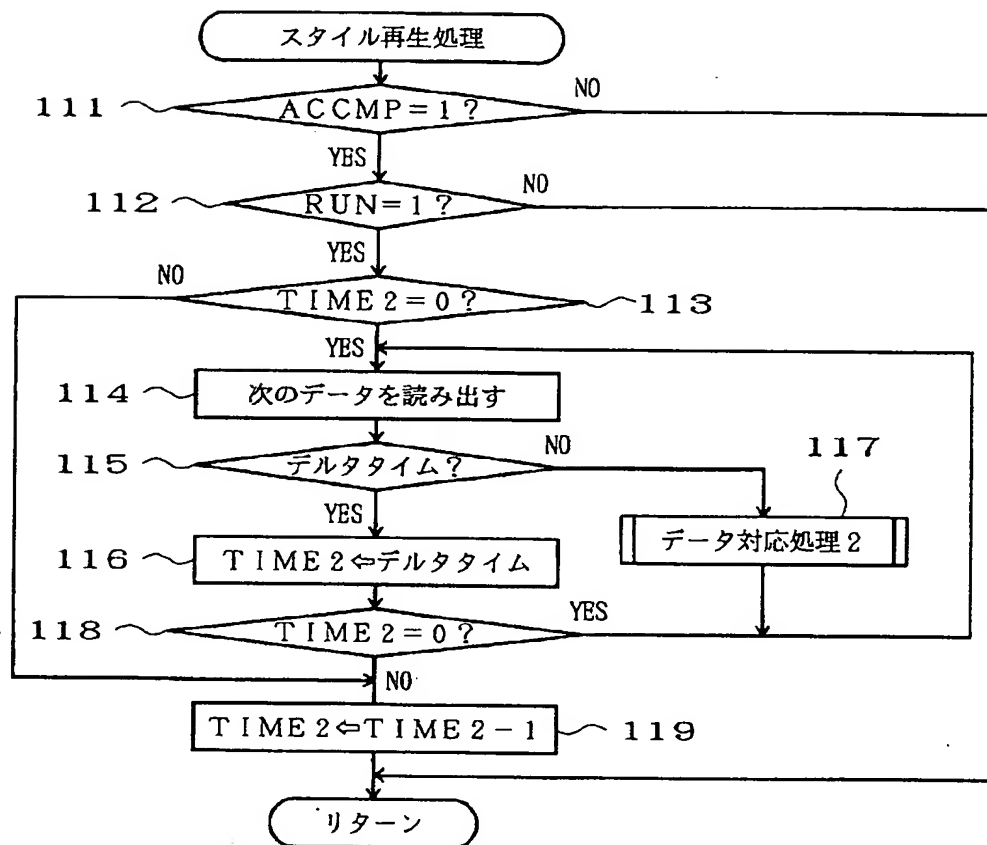 スタイル再生処理
111
ACCMP=1?
NO
YES
112
RUN=1?
NO
YES
NO
TIME2=0?
113
YES
114
次のデータを読み出す
115
デルタタイム?
NO
117
YES
データ対応処理2
116
TIME2⇦デルタタイム
118
TIME2=0?
YES
NO
TIME2⇦TIME2-1
119
リターン